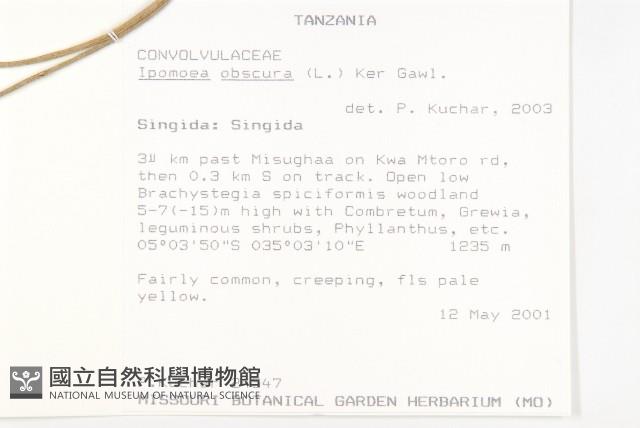 TANZANIA
CONVOLVULACEAE
Ipomoea obscura (L.) Ker Gawl.
det. P. Kuchar, 2003
Singida: Singida
km past Misughaa on Kwa Mtoro rd,
then 0.3 km S on track. Open low
Brachystegia spiciformis woodland
5-7(-15)m high with Combretum, Grewia,
leguminous shrubs, Phyllanthus, etc.
05°03'50"S 035°03'10"E 1235 m
Fairly common, creeping, fls pale
yellow.
12 May 2001
國立自然科學博物館
NATIONAL MUSEUM OF NATURAL SCIENCE
MISSOURI BOTANICAL GARDEN HERBARIUM (MO)